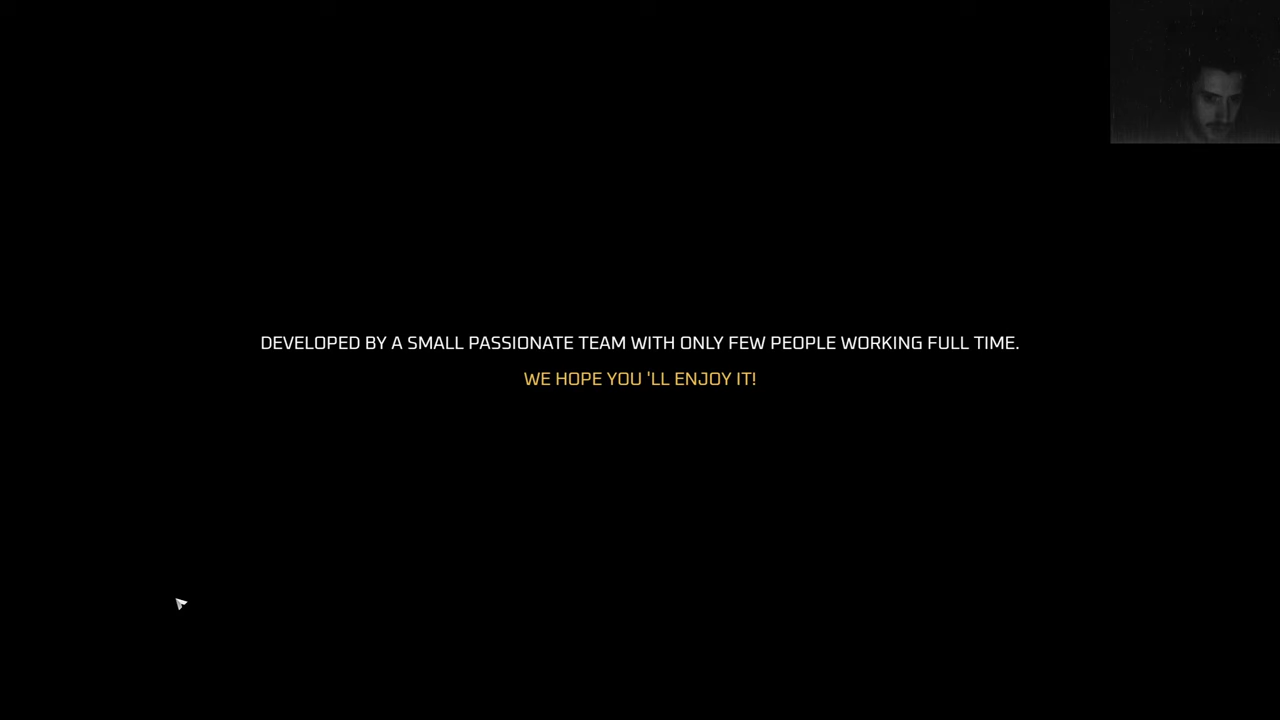 DEVELOPED BY A SMALL PASSIONATE TEAM WITH ONLY FEW PEOPLE WORKING FULL TIME.
WE HOPE YOU 'LL ENJOY IT!